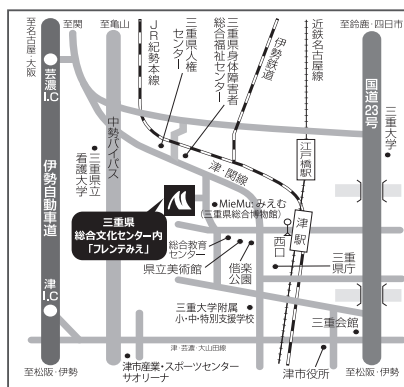 至名古屋・大阪
至関
至亀山
JR紀勢本線
三重県人権
センター
三重県身体障害者
総合福祉センター
伊勢鉄道
近鉄名古屋線
至鈴鹿・四日市
芸濃
I.C
中勢バイパス
国道23号
三重大学
江戸橋駅
津・関線
三重県立
看護大学
伊勢自動車道
MieMu:みえむ
(三重県総合博物館)
三重県
総合文化センター内
「フレンテみえ」
津駅
西口
総合教育
センター
県立美術館
偕楽
公園
三重
県庁
津
I.C
三重大学附属
小・中・特別支援学校
三重会館
津・芸濃・大山田線
津市産業・スポーツセンター
サオリーナ
津市役所
至松阪・伊勢
至松阪・伊勢